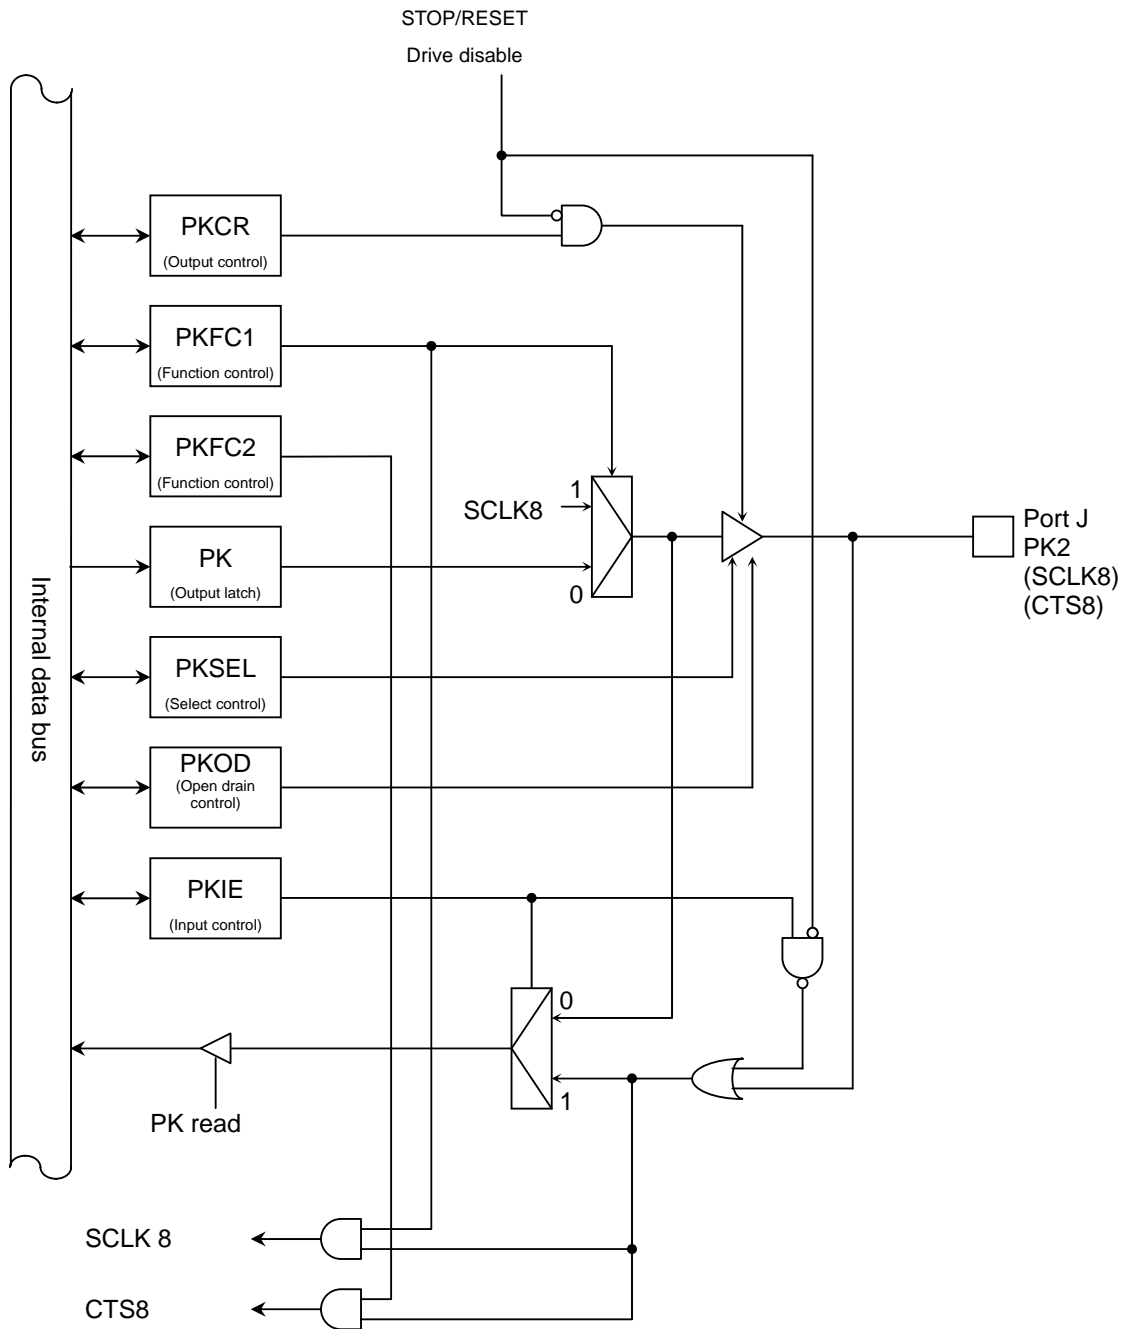 STOP/RESET
Drive disable
PKCR
(Output control)
PKFC1
(Function control)
PKFC2
(Function control)
1
SCLK8
0
PK
(Output latch)
Port J
PK2
(SCLK8)
(CTS8)
Internal data bus
PKSEL
(Select control)
PKOD
(Open drain
control)
PKIE
(Input control)
0
1
PK read
SCLK 8
CTS8